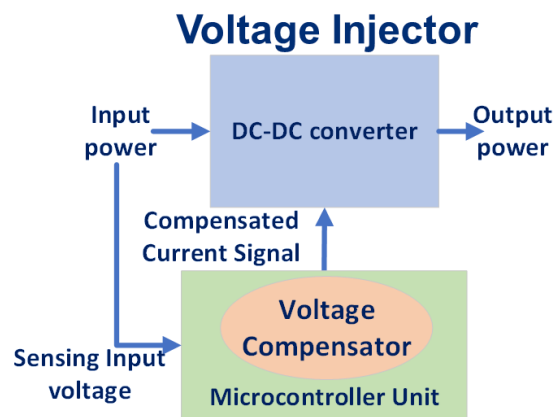 Voltage Injector
Input
power
DC-DC converter
Output
power
Compensated
Current Signal
Voltage
Compensator
Sensing Input
voltage
Microcontroller Unit